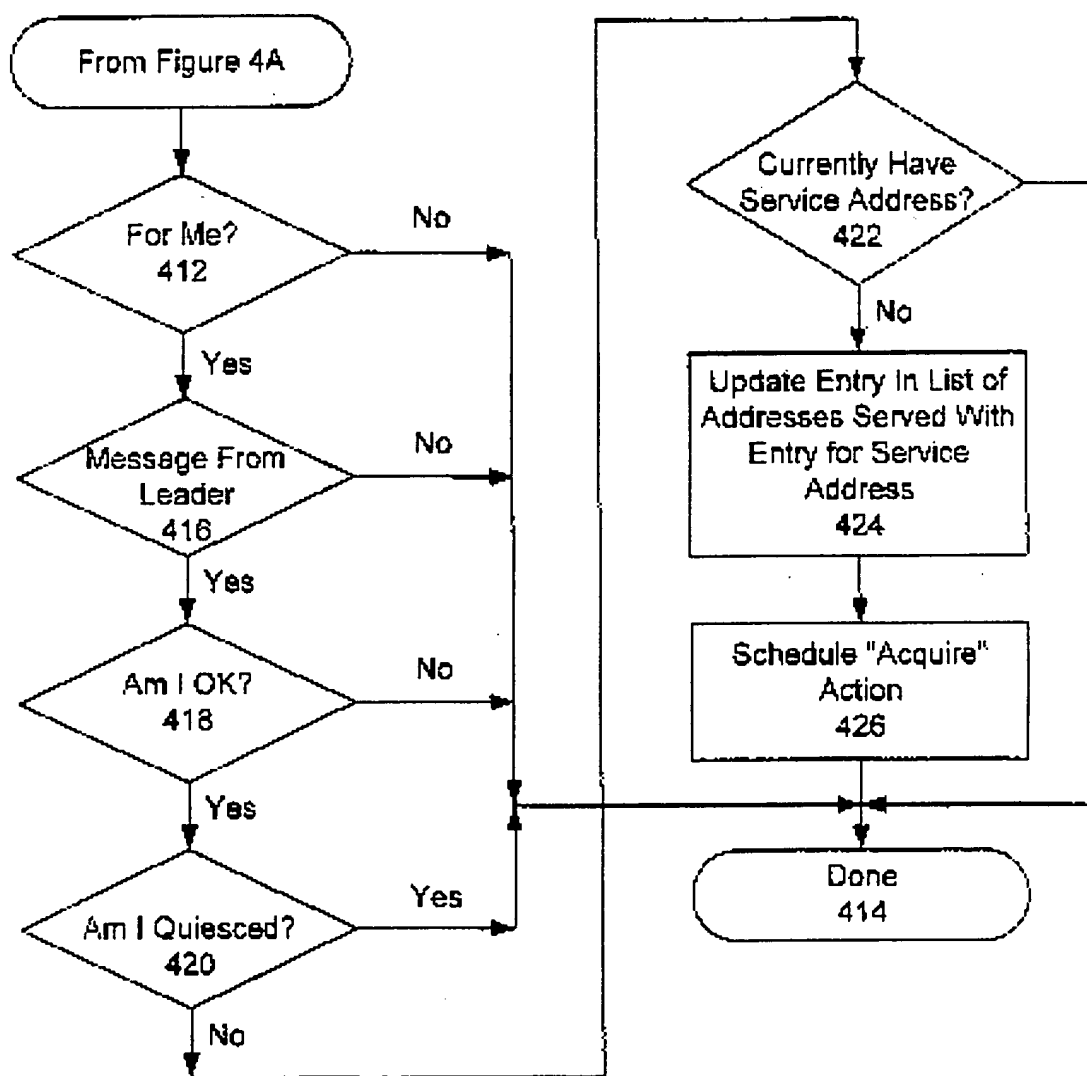 From Figure 4A
For Me?
412
No
Yes
Message From
Leader
416
No
Yes
Am I OK?
418
No
Yes
Am I Quiesced?
420
Yes
No
Currently Have
Service Address?
422
No
Update Entry In List of
Addresses Served With
Entry for Service
Address
424
Schedule "Acquire"
Action
426
Done
414